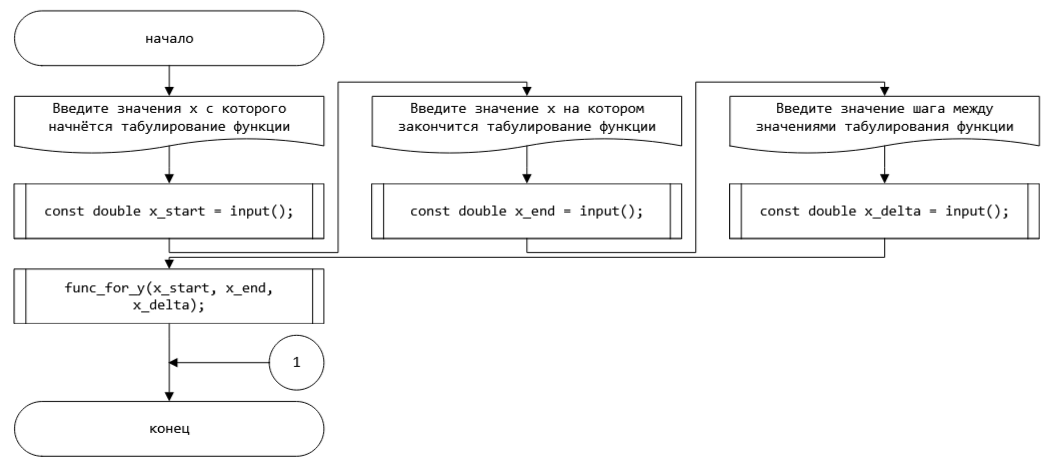 начало
Введите значения x с которого
начнётся табулирование функции
const double x_start = input();
Введите значение x на котором
закончится табулирование функции
const double x_end = input();
Введите значение шага между
значениями табулирования функции
const double x_delta = input();
func_for_y(x_start, x_end,
x_delta);
1
конец